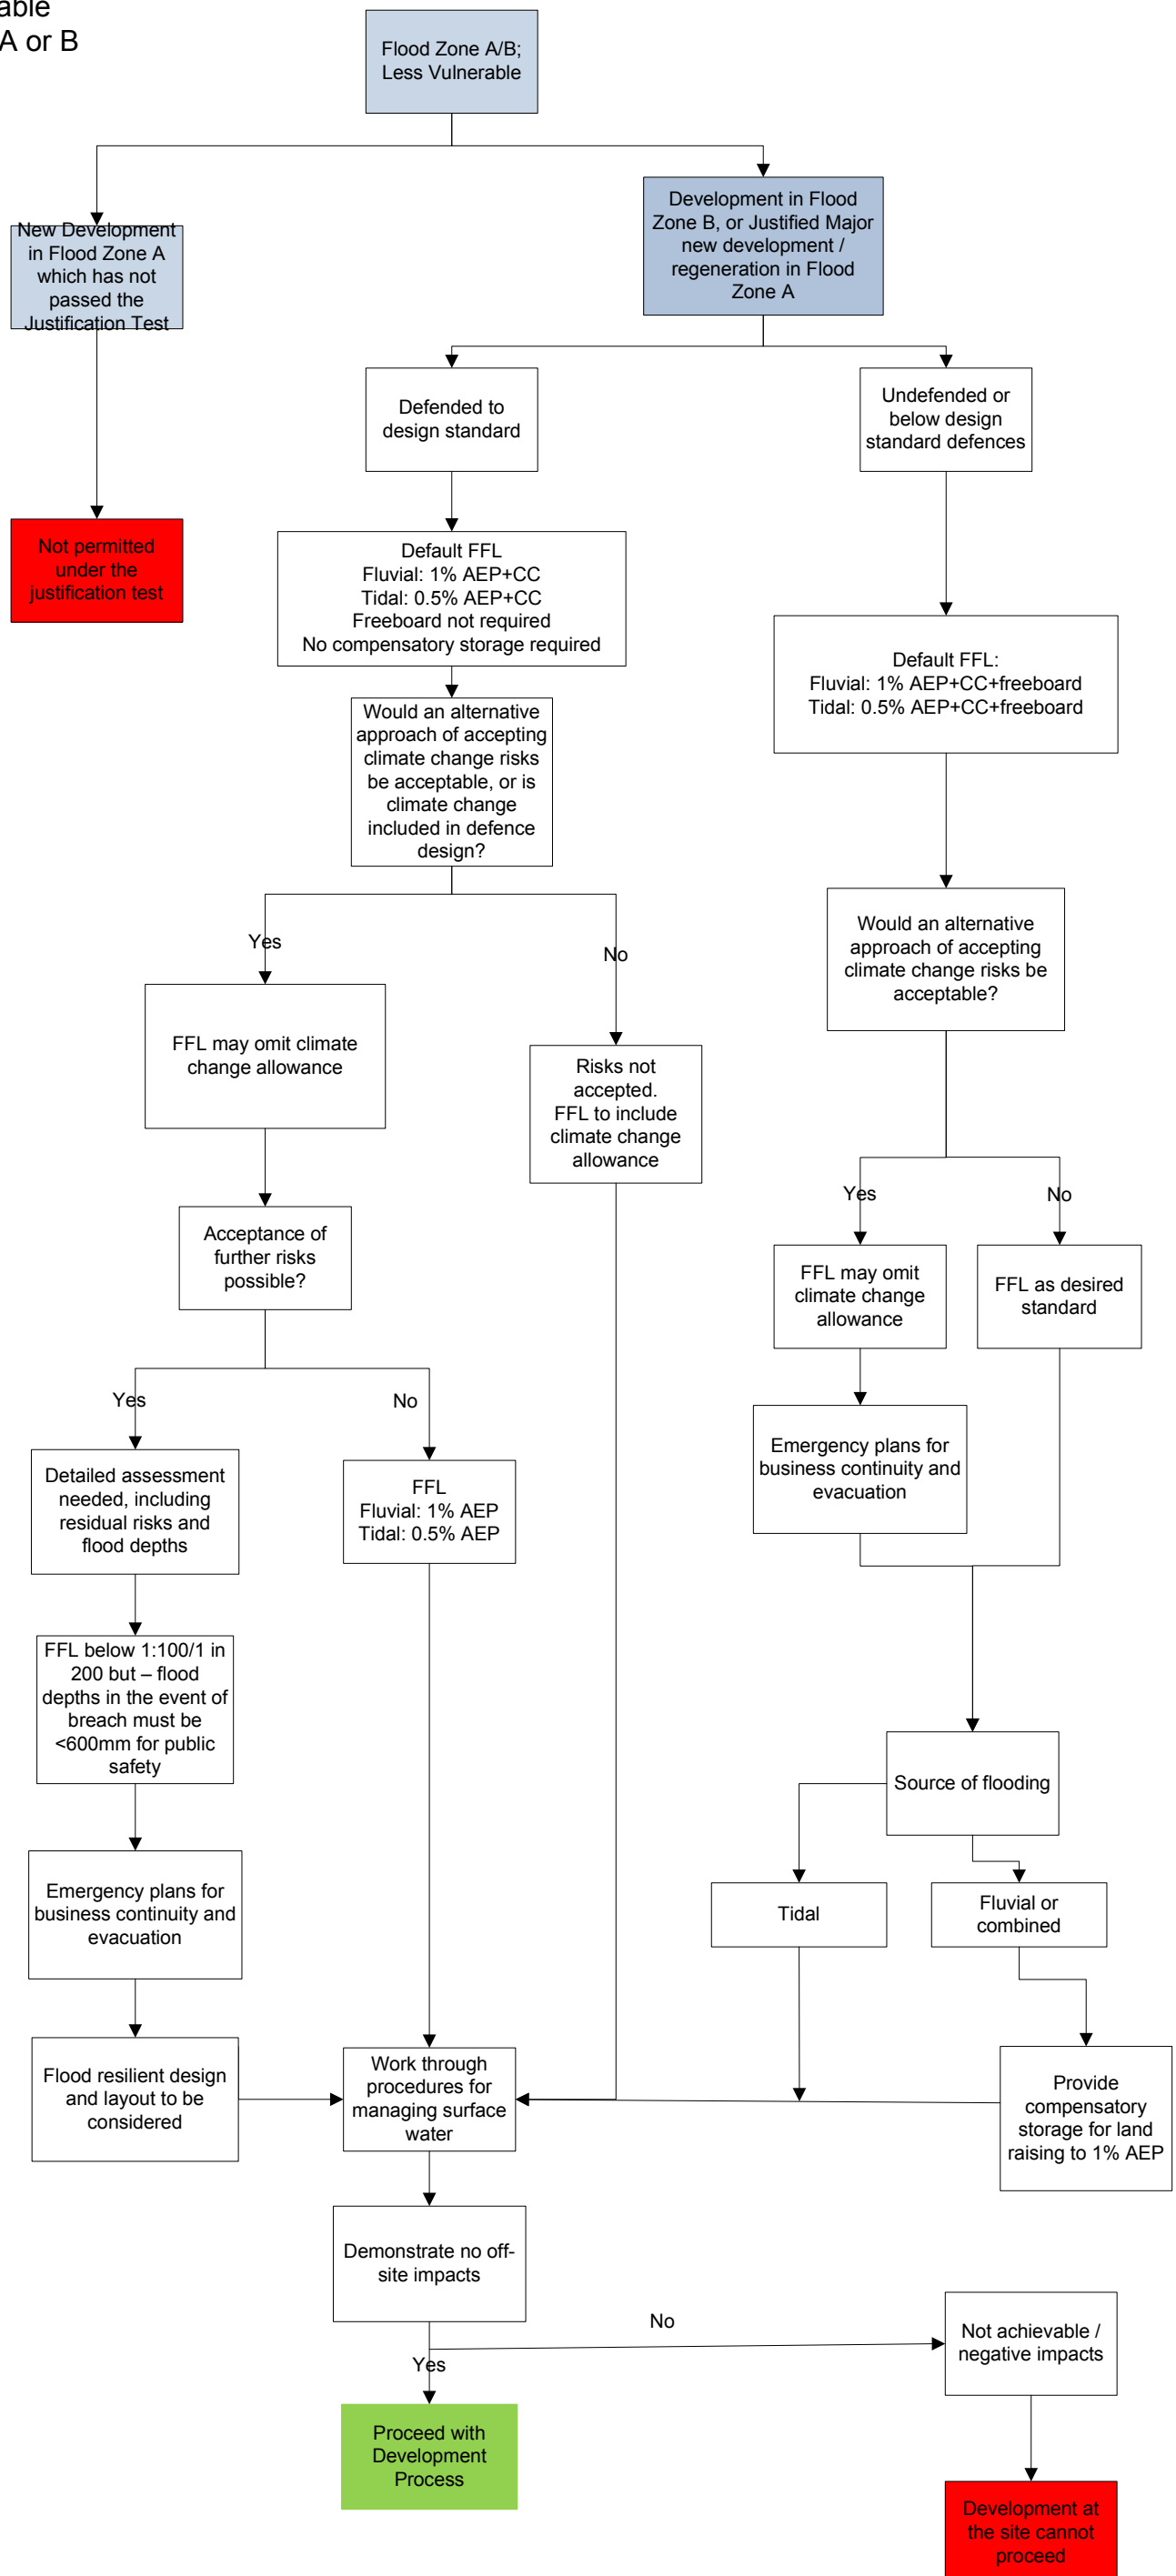 able
A or B
Flood Zone A/B;
Less Vulnerable
New Development
in Flood Zone A
which has not
passed the
Justification Test
Development in Flood
Zone B, or Justified Major
new development /
regeneration in Flood
Zone A
Defended to
design standard
Undefended or
below design
standard defences
Not permitted
under the
justification test
Default FFL
Fluvial: 1% AEP+CC
Tidal: 0.5% AEP+CC
Freeboard not required
No compensatory storage required
Default FFL:
Fluvial: 1% AEP+CC+freeboard
Tidal: 0.5% AEP+CC+freeboard
Would an alternative
approach of accepting
climate change risks
be acceptable, or is
climate change
included in defence
design?
Would an alternative
approach of accepting
climate change risks be
acceptable?
Yes
No
FFL may omit climate
change allowance
Risks not
accepted.
FFL to include
climate change
allowance
Yes
No
Acceptance of
further risks
possible?
FFL may omit
climate change
allowance
FFL as desired
standard
Yes
No
Emergency plans for
business continuity and
evacuation
Detailed assessment
needed, including
residual risks and
flood depths
FFL
Fluvial: 1% AEP
Tidal: 0.5% AEP
FFL below 1:100/1 in
200 but – flood
depths in the event of
breach must be
<600mm for public
safety
Source of flooding
Emergency plans for
business continuity and
evacuation
Tidal
Fluvial or
combined
Flood resilient design
and layout to be
considered
Work through
procedures for
managing surface
water
Provide
compensatory
storage for land
raising to 1% AEP
Demonstrate no off-
site impacts
No
Not achievable /
negative impacts
Yes
Proceed with
Development
Process
Development at
the site cannot
proceed